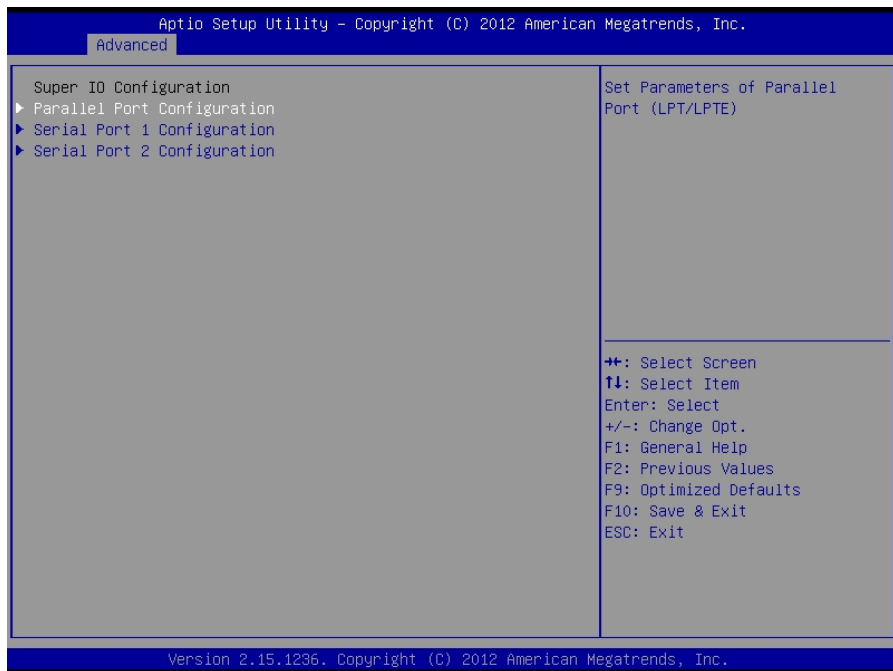 Aptio Setup Utility – Copyright (C) 2012 American Megatrends, Inc.
Advanced
Super IO Configuration
Parallel Port Configuration
Serial Port 1 Configuration
Serial Port 2 Configuration
Set Parameters of Parallel
Port (LPT/LPTE)
→←: Select Screen
↑↓: Select Item
Enter: Select
+/-: Change Opt.
F1: General Help
F2: Previous Values
F9: Optimized Defaults
F10: Save & Exit
ESC: Exit
Version 2.15.1236. Copyright (C) 2012 American Megatrends, Inc.